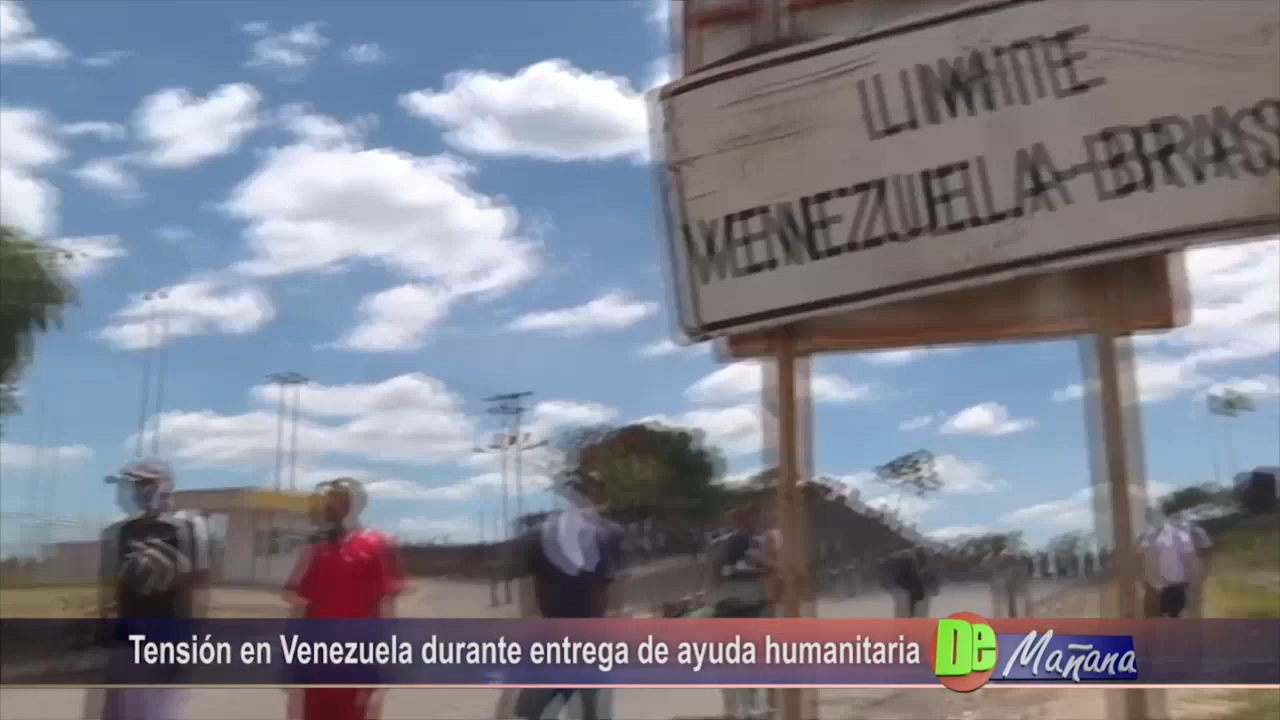 LIMITE
VENEZUELA-BRAS
Tensión en Venezuela durante entrega de ayuda humanitaria
De Mañana